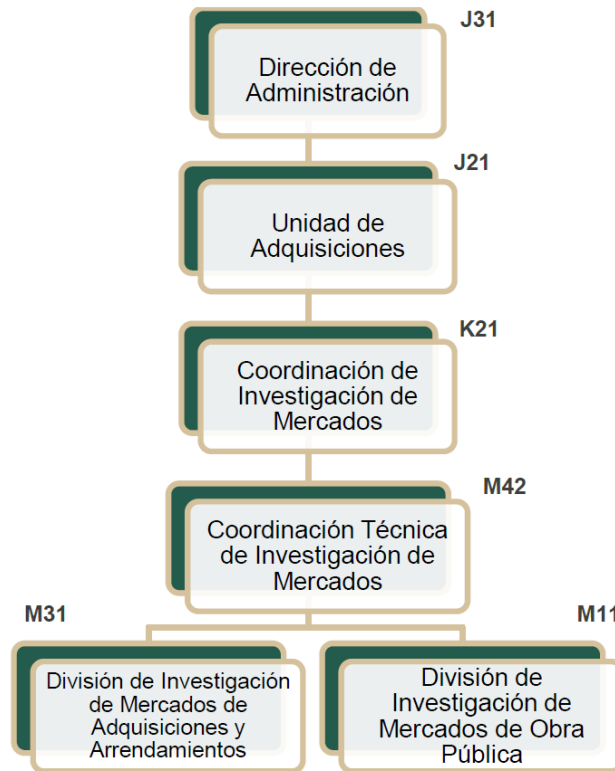 J31
Dirección de
Administración
J21
Unidad de
Adquisiciones
K21
Coordinación de
Investigación de
Mercados
M42
Coordinación Técnica
de Investigación de
Mercados
M31
División de Investigación
de Mercados de
Adquisiciones y
Arrendamientos
M11
División de
Investigación de
Mercados de Obra
Pública